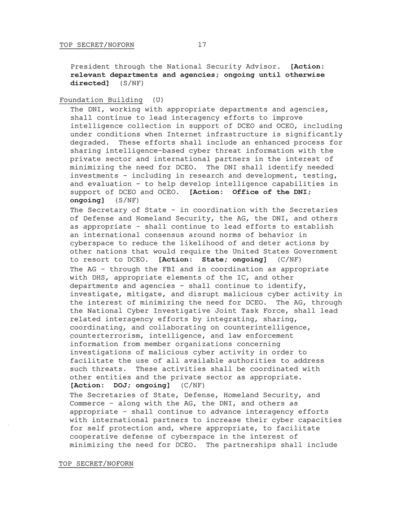 TOP SECRET/NOFORN 17
President through the National Security Advisor. [Action:
relevant departments and agencies; ongoing until otherwise
directed] (S/NF)
Foundation Building (U)
The DNI, working with appropriate departments and agencies,
shall continue to lead interagency efforts to improve
intelligence collection in support of DCEO and OCEO, including
under conditions when Internet infrastructure is significantly
degraded. These efforts shall include an enhanced process for
sharing intelligence-based cyber threat information with the
private sector and international partners in the interest of
minimizing the need for DCEO. The DNI shall identify needed
investments - including in research and development, testing,
and evaluation - to help develop intelligence capabilities in
support of DCEO and OCEO. [Action: Office of the DNI;
ongoing] (S/NF)
The Secretary of State - in coordination with the Secretaries
of Defense and Homeland Security, the AG, the DNI, and others
as appropriate - shall continue to lead efforts to establish
an international consensus around norms of behavior in
cyberspace to reduce the likelihood of and deter actions by
other nations that would require the United States Government
to resort to DCEO. [Action: State; ongoing] (C/NF)
The AG - through the FBI and in coordination as appropriate
with DHS, appropriate elements of the IC, and other
departments and agencies - shall continue to identify,
investigate, mitigate, and disrupt malicious cyber activity in
the interest of minimizing the need for DCEO. The AG, through
the National Cyber Investigative Joint Task Force, shall lead
related interagency efforts by integrating, sharing,
coordinating, and collaborating on counterintelligence,
counterterrorism, intelligence, and law enforcement
information from member organizations concerning
investigations of malicious cyber activity in order to
facilitate the use of all available authorities to address
such threats. These activities shall be coordinated with
other entities and the private sector as appropriate.
[Action: DOJ; ongoing] (C/NF)
The Secretaries of State, Defense, Homeland Security, and
Commerce - along with the AG, the DNI, and others as
appropriate - shall continue to advance interagency efforts
with international partners to increase their cyber capacities
for self protection and, where appropriate, to facilitate
cooperative defense of cyberspace in the interest of
minimizing the need for DCEO. The partnerships shall include
TOP SECRET/NOFORN